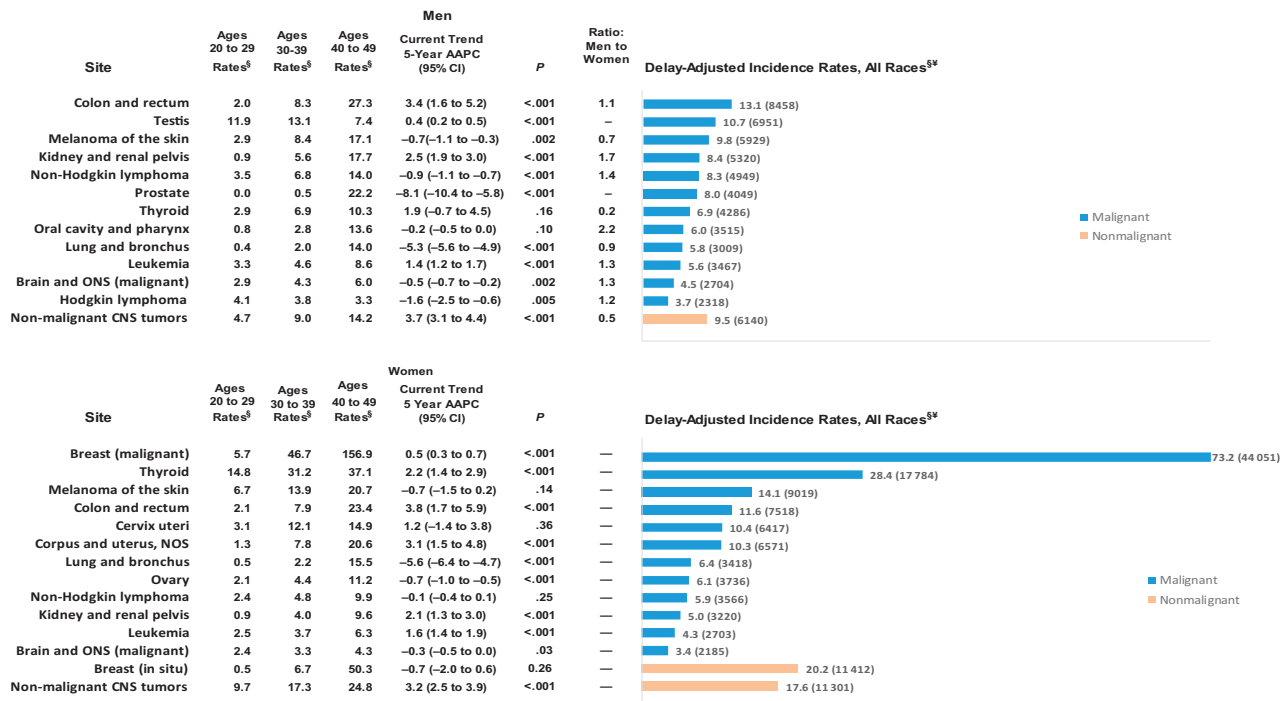 Men
Site Ages 20 to 29 Rates§ Ages 30-39 Rates§ Ages 40 to 49 Rates§ Current Trend 5-Year AAPC (95% CI) P Ratio: Men to Women Delay-Adjusted Incidence Rates, All Races§¥
Colon and rectum 2.0 8.3 27.3 3.4 (1.6 to 5.2) <.001 1.1 13.1 (8458)
Testis 11.9 13.1 7.4 0.4 (0.2 to 0.5) <.001 – 10.7 (6951)
Melanoma of the skin 2.9 8.4 17.1 –0.7(–1.1 to –0.3) .002 0.7 9.8 (5929)
Kidney and renal pelvis 0.9 5.6 17.7 2.5 (1.9 to 3.0) <.001 1.7 8.4 (5320)
Non-Hodgkin lymphoma 3.5 6.8 14.0 –0.9 (–1.1 to –0.7) <.001 1.4 8.3 (4949)
Prostate 0.0 0.5 22.2 –8.1 (–10.4 to –5.8) <.001 – 8.0 (4049)
Thyroid 2.9 6.9 10.3 1.9 (–0.7 to 4.5) .16 0.2 6.9 (4286)
Oral cavity and pharynx 0.8 2.8 13.6 –0.2 (–0.5 to 0.0) .10 2.2 6.0 (3515)
Lung and bronchus 0.4 2.0 14.0 –5.3 (–5.6 to –4.9) <.001 0.9 5.8 (3009)
Leukemia 3.3 4.6 8.6 1.4 (1.2 to 1.7) <.001 1.3 5.6 (3467)
Brain and ONS (malignant) 2.9 4.3 6.0 –0.5 (–0.7 to –0.2) .002 1.3 4.5 (2704)
Hodgkin lymphoma 4.1 3.8 3.3 –1.6 (–2.5 to –0.6) .005 1.2 3.7 (2318)
Non-malignant CNS tumors 4.7 9.0 14.2 3.7 (3.1 to 4.4) <.001 0.5 9.5 (6140)
Malignant
Nonmalignant
Women
Site Ages 20 to 29 Rates§ Ages 30 to 39 Rates§ Ages 40 to 49 Rates§ Current Trend 5 Year AAPC (95% CI) P Delay-Adjusted Incidence Rates, All Races§¥
Breast (malignant) 5.7 46.7 156.9 0.5 (0.3 to 0.7) <.001 — 73.2 (44 051)
Thyroid 14.8 31.2 37.1 2.2 (1.4 to 2.9) <.001 — 28.4 (17 784)
Melanoma of the skin 6.7 13.9 20.7 –0.7 (–1.5 to 0.2) .14 — 14.1 (9019)
Colon and rectum 2.1 7.9 23.4 3.8 (1.7 to 5.9) <.001 — 11.6 (7518)
Cervix uteri 3.1 12.1 14.9 1.2 (–1.4 to 3.8) .36 — 10.4 (6417)
Corpus and uterus, NOS 1.3 7.8 20.6 3.1 (1.5 to 4.8) <.001 — 10.3 (6571)
Lung and bronchus 0.5 2.2 15.5 –5.6 (–6.4 to –4.7) <.001 — 6.4 (3418)
Ovary 2.1 4.4 11.2 –0.7 (–1.0 to –0.5) <.001 — 6.1 (3736)
Non-Hodgkin lymphoma 2.4 4.8 9.9 –0.1 (–0.4 to 0.1) .25 — 5.9 (3566)
Kidney and renal pelvis 0.9 4.0 9.6 2.1 (1.3 to 3.0) <.001 — 5.0 (3220)
Leukemia 2.5 3.7 6.3 1.6 (1.4 to 1.9) <.001 — 4.3 (2703)
Brain and ONS (malignant) 2.4 3.3 4.3 –0.3 (–0.5 to 0.0) .03 — 3.4 (2185)
Breast (in situ) 0.5 6.7 50.3 –0.7 (–2.0 to 0.6) 0.26 — 20.2 (11 412)
Non-malignant CNS tumors 9.7 17.3 24.8 3.2 (2.5 to 3.9) <.001 — 17.6 (11 301)
Malignant
Nonmalignant